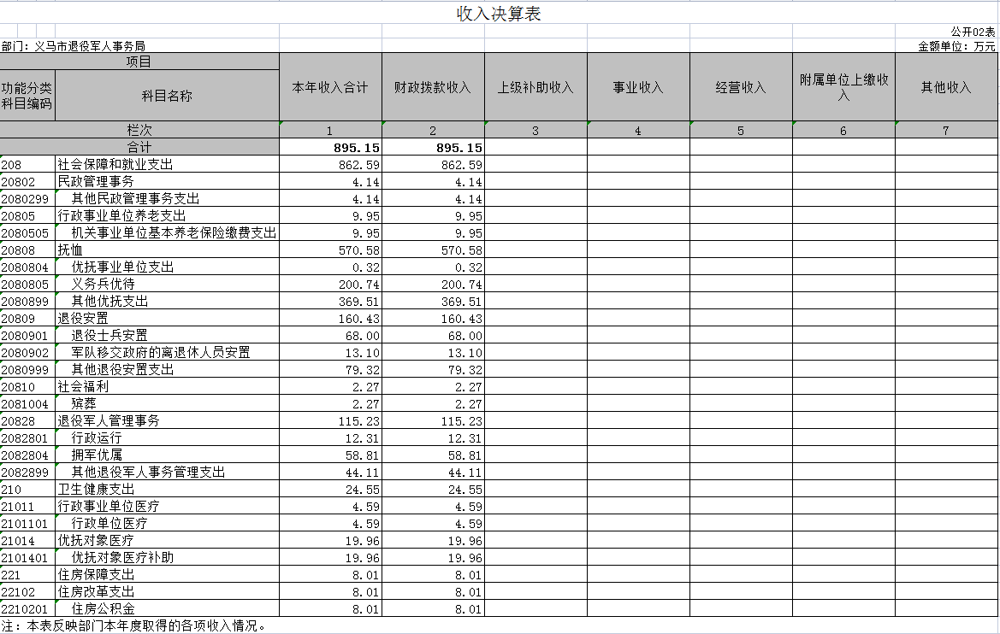 收入决算表
公开02表
部门：义马市退役军人事务局 金额单位：万元
项目 本年收入合计 财政拨款收入 上级补助收入 事业收入 经营收入 附属单位上缴收入 其他收入
功能分类科目编码 科目名称
栏次 1 2 3 4 5 6 7
合计 895.15 895.15
208 社会保障和就业支出 862.59 862.59
20802 民政管理事务 4.14 4.14
2080299 其他民政管理事务支出 4.14 4.14
20805 行政事业单位养老支出 9.95 9.95
2080505 机关事业单位基本养老保险缴费支出 9.95 9.95
20808 抚恤 570.58 570.58
2080804 优抚事业单位支出 0.32 0.32
2080805 义务兵优待 200.74 200.74
2080899 其他优抚支出 369.51 369.51
20809 退役安置 160.43 160.43
2080901 退役士兵安置 68.00 68.00
2080902 军队移交政府的离退休人员安置 13.10 13.10
2080999 其他退役安置支出 79.32 79.32
20810 社会福利 2.27 2.27
2081004 殡葬 2.27 2.27
20828 退役军人管理事务 115.23 115.23
2082801 行政运行 12.31 12.31
2082804 拥军优属 58.81 58.81
2082899 其他退役军人事务管理支出 44.11 44.11
210 卫生健康支出 24.55 24.55
21011 行政事业单位医疗 4.59 4.59
2101101 行政单位医疗 4.59 4.59
21014 优抚对象医疗 19.96 19.96
2101401 优抚对象医疗补助 19.96 19.96
221 住房保障支出 8.01 8.01
22102 住房改革支出 8.01 8.01
2210201 住房公积金 8.01 8.01
注：本表反映部门本年度取得的各项收入情况。